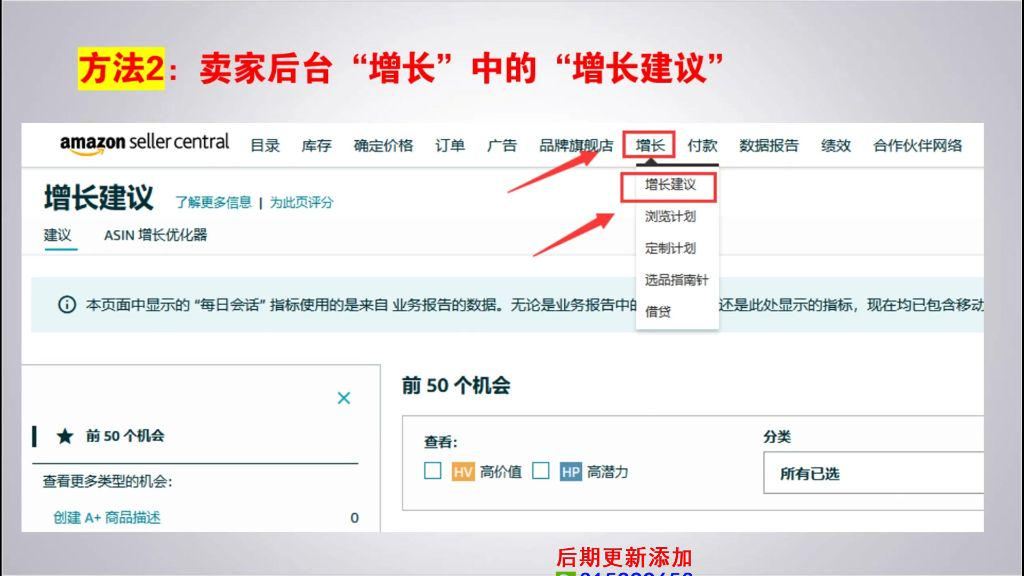 方法2：卖家后台“增长”中的“增长建议”
amazon seller central 目录 库存 确定价格 订单 广告 品牌旗舰店 增长 付款 数据报告 绩效 合作伙伴网络
增长建议 了解更多信息 | 为此页评分
增长建议
浏览计划
定制计划
选品指南针
借贷
建议 ASIN 增长优化器
本页面中显示的 “每日会话” 指标使用的是来自 业务报告的数据。无论是业务报告中的 还是此处显示的指标，现在均已包含移动
前 50 个机会
查看更多类型的机会:
创建 A+ 商品描述 0
前 50 个机会
查看:
HV 高价值 HP 高潜力
分类
所有已选
后期更新添加